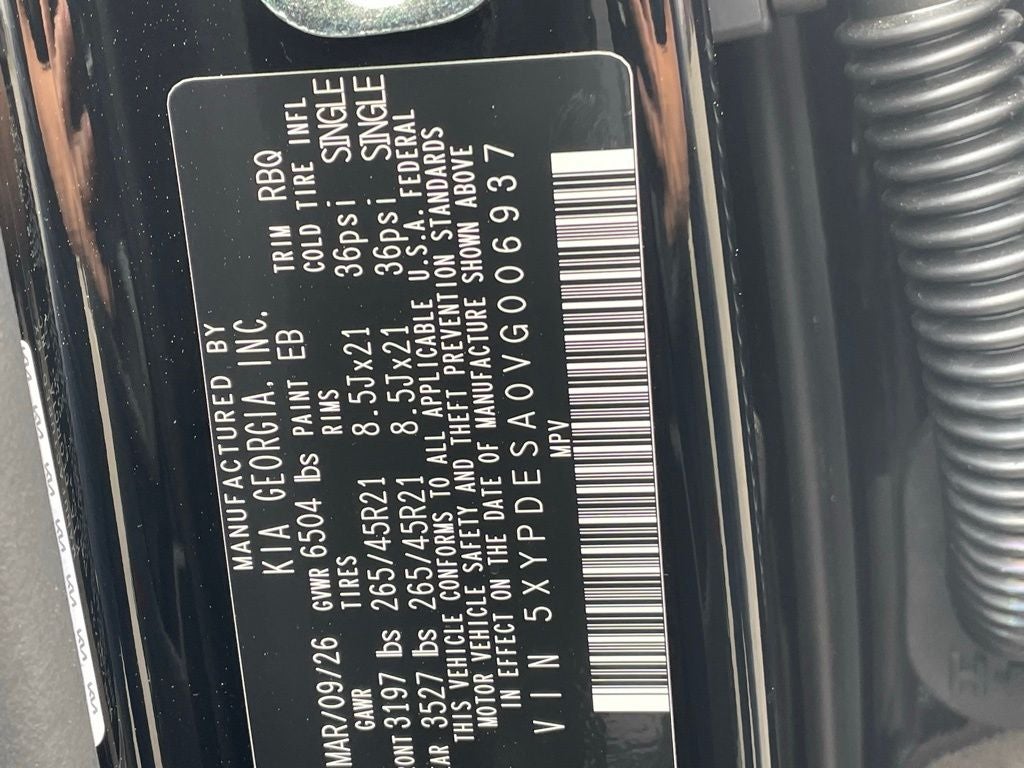 MANUFACTURED BY
KIA GEORGIA, INC.
MAR/09/26 GVWR 6504 lbs PAINT EB TRIM RBQ
GAWR TIRES RIMS COLD TIRE INFL
3197 lbs 265/45R21 8.5Jx21 36psi SINGLE
3527 lbs 265/45R21 8.5Jx21 36psi SINGLE
THIS VEHICLE CONFORMS TO ALL APPLICABLE U.S.A. FEDERAL
MOTOR VEHICLE SAFETY AND THEFT PREVENTION STANDARDS
IN EFFECT ON THE DATE OF MANUFACTURE SHOWN ABOVE
VIN 5XYPDESA0VG006937
MPV